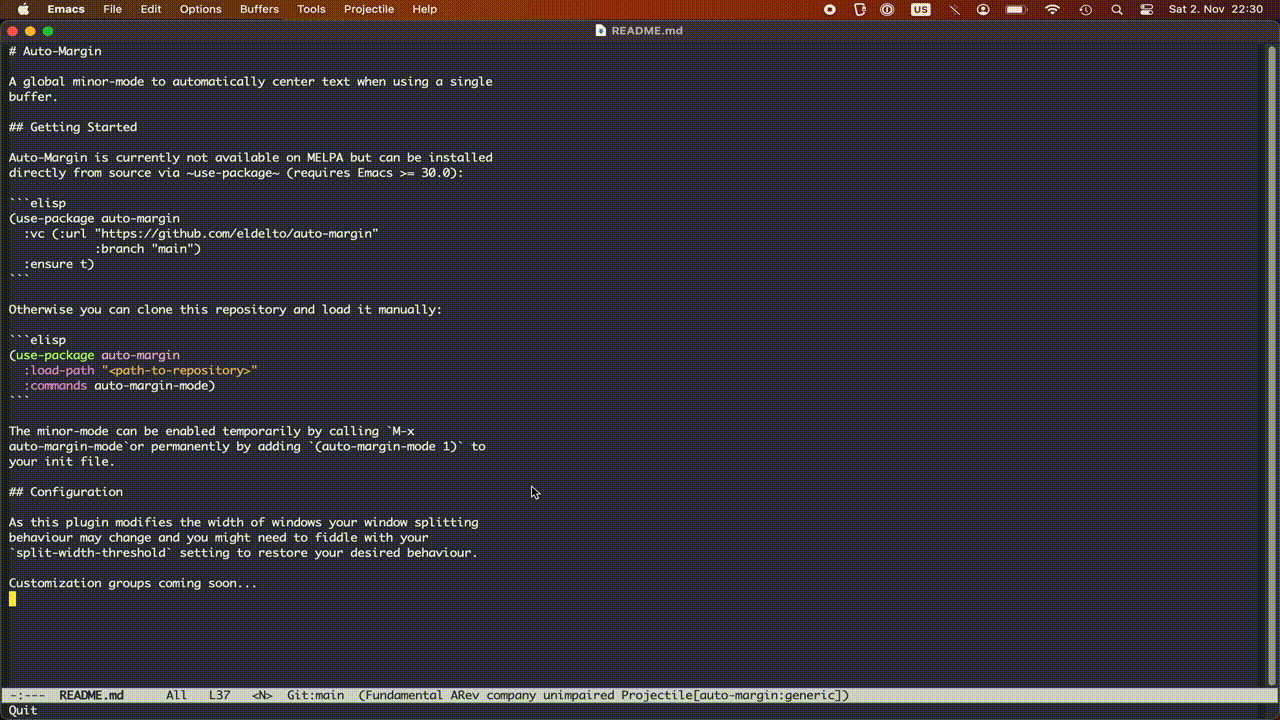 Emacs File Edit Options Buffers Tools Projectile Help US Sat 2. Nov 22:30
README.md
# Auto-Margin
A global minor-mode to automatically center text when using a single
buffer.
## Getting Started
Auto-Margin is currently not available on MELPA but can be installed
directly from source via ~use-package~ (requires Emacs >= 30.0):
```elisp
(use-package auto-margin
  :vc (:url "https://github.com/eldelto/auto-margin"
            :branch "main")
  :ensure t)
```
Otherwise you can clone this repository and load it manually:
```elisp
(use-package auto-margin
  :load-path "<path-to-repository>"
  :commands auto-margin-mode)
```
The minor-mode can be enabled temporarily by calling `M-x
auto-margin-mode`or permanently by adding `(auto-margin-mode 1)` to
your init file.
## Configuration
As this plugin modifies the width of windows your window splitting
behaviour may change and you might need to fiddle with your
`split-width-threshold` setting to restore your desired behaviour.
Customization groups coming soon...
-:--- README.md All L37 <N> Git:main (Fundamental ARev company unimpaired Projectile[auto-margin:generic])
Quit